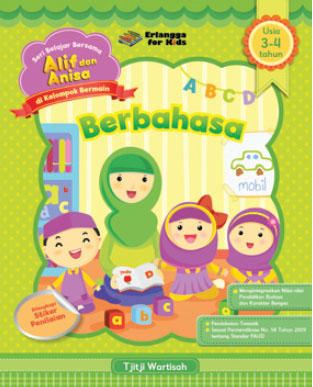 Erlangga
for Kids
Seri Belajar Bersama
Alif dan
Anisa
di Kelompok Bermain
Usia
3-4
tahun
A B C D
Berbahasa
mobil
a b c
Dilengkapi
Stiker
Penilaian
Mengintegrasikan Nilai-nilai
Pendidikan Budaya
dan Karakter Bangsa
Pendekatan Tematik
Sesuai Permendiknas No. 58 Tahun 2009
tentang Standar PAUD
Tjitji Wartisah